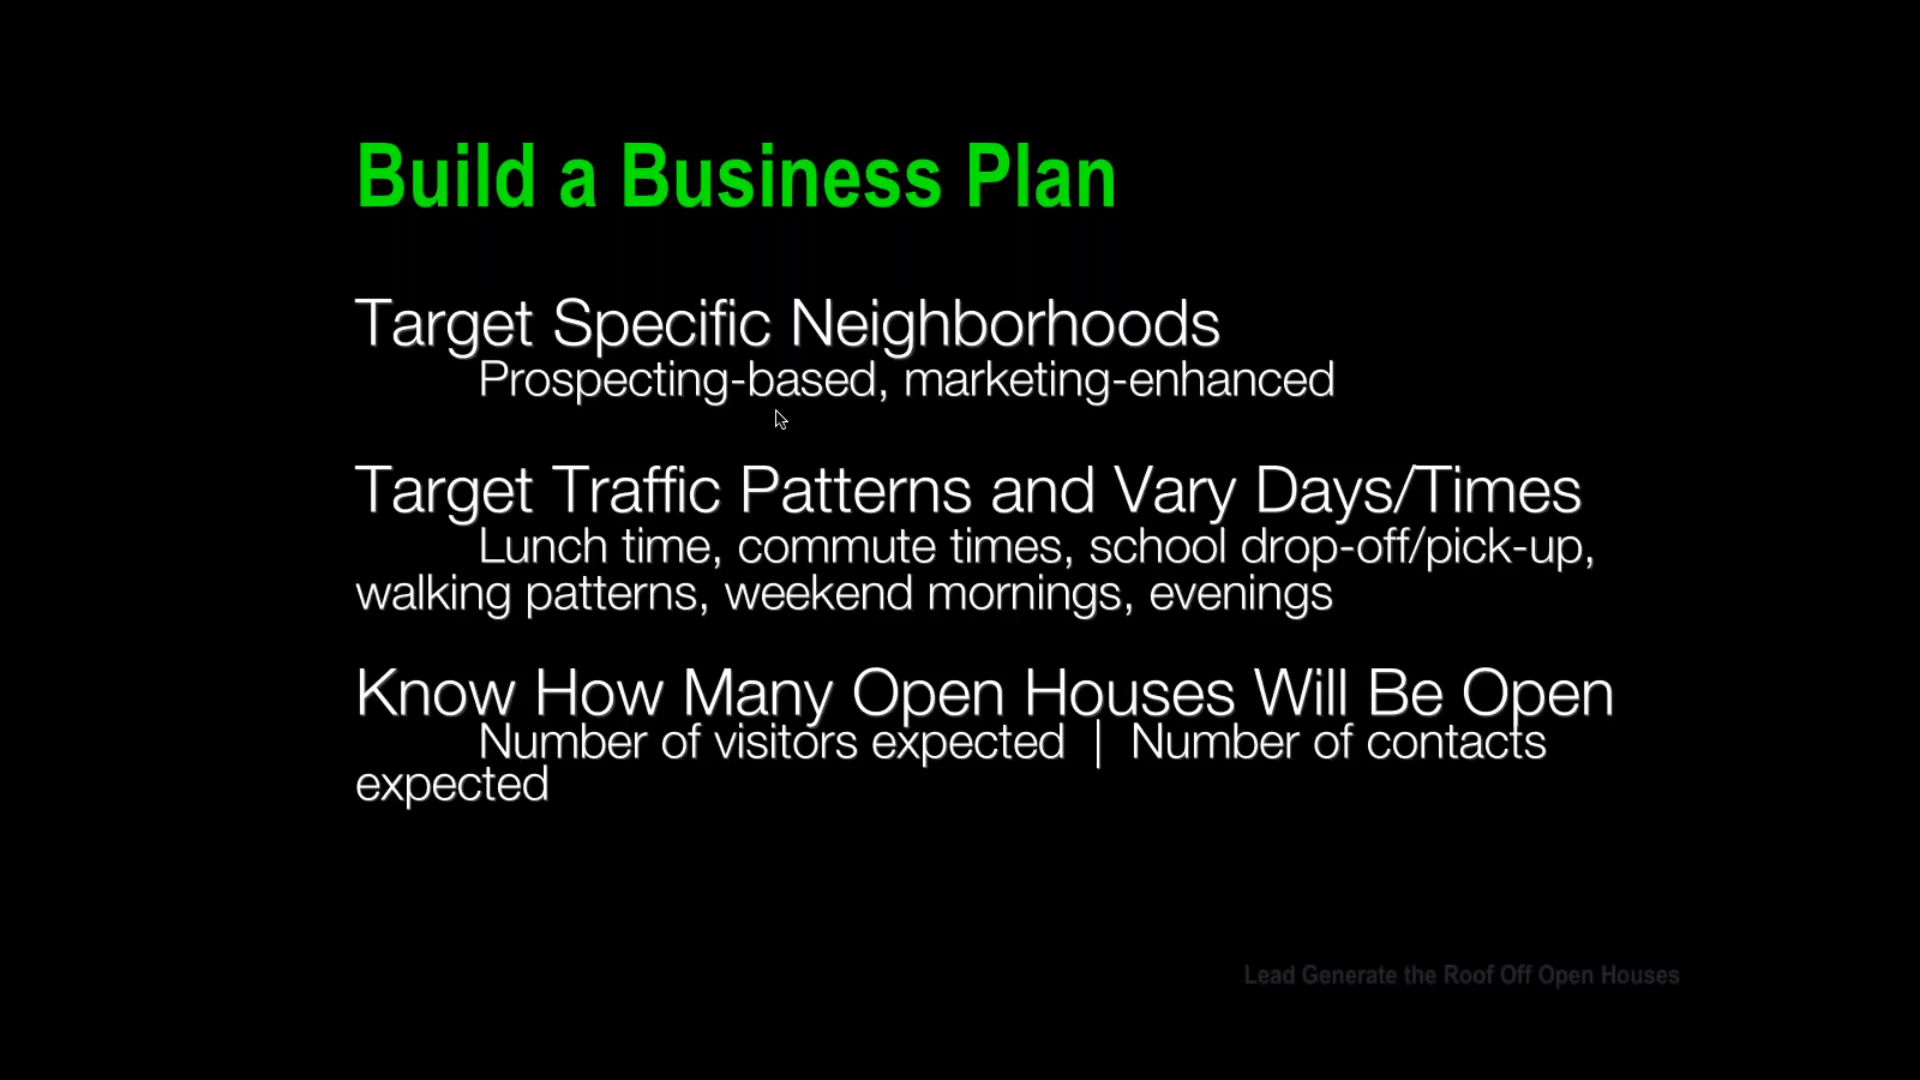 Build a Business Plan
Target Specific Neighborhoods
Prospecting-based, marketing-enhanced
Target Traffic Patterns and Vary Days/Times
Lunch time, commute times, school drop-off/pick-up,
walking patterns, weekend mornings, evenings
Know How Many Open Houses Will Be Open
Number of visitors expected | Number of contacts
expected
Lead Generate the Roof Off Open Houses